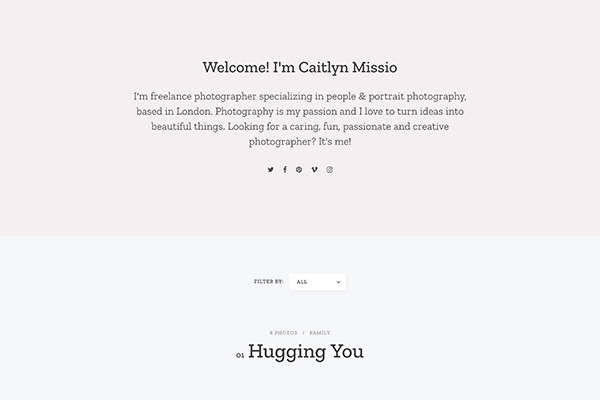 Welcome! I'm Caitlyn Missio
I'm freelance photographer specializing in people & portrait photography,
based in London. Photography is my passion and I love to turn ideas into
beautiful things. Looking for a caring, fun, passionate and creative
photographer? It's me!
FILTER BY: ALL
8 PHOTOS / FAMILY
01 Hugging You